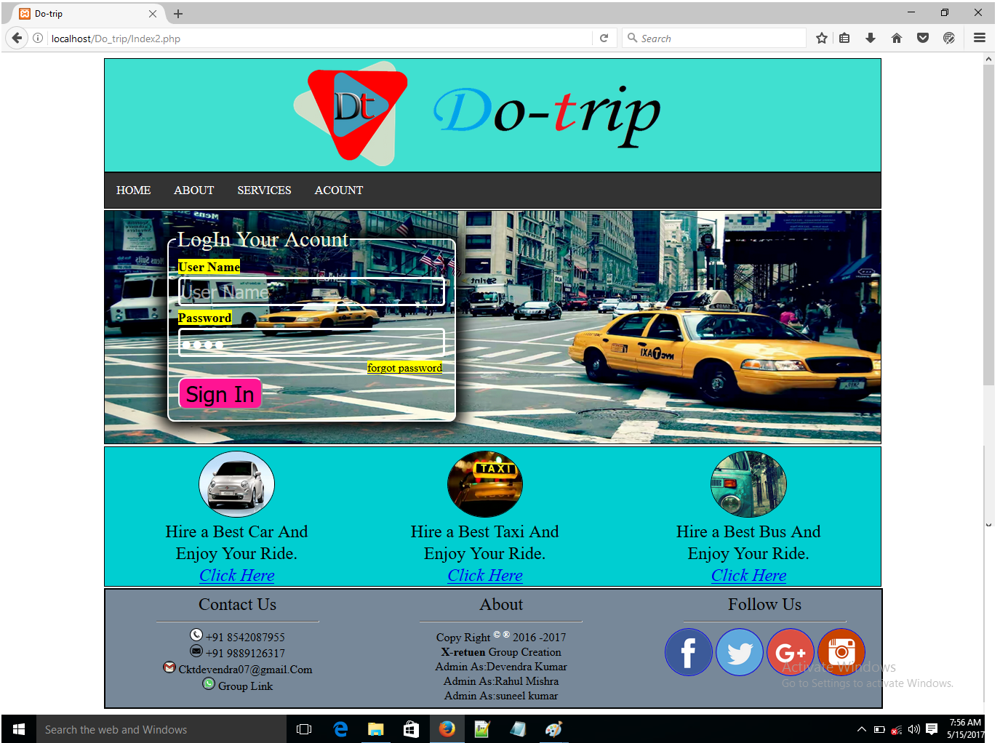 Do-trip
localhost/Do_trip/Index2.php
Search
Dt
Do-trip
HOME ABOUT SERVICES ACOUNT
LogIn Your Acount
User Name
User Name
Password
forgot password
Sign In
Sprint
NYC TAXI
TAXI
Hire a Best Car And
Enjoy Your Ride.
Click Here
Hire a Best Taxi And
Enjoy Your Ride.
Click Here
Hire a Best Bus And
Enjoy Your Ride.
Click Here
Contact Us
+91 8542087955
+91 9889126317
Cktdevendra07@gmail.Com
Group Link
About
Copy Right © ® 2016 -2017
X-retuen Group Creation
Admin As:Devendra Kumar
Admin As:Rahul Mishra
Admin As:suneel kumar
Follow Us
f
G+
Activate Windows
Go to Settings to activate Windows.
Search the web and Windows
7:56 AM
5/15/2017